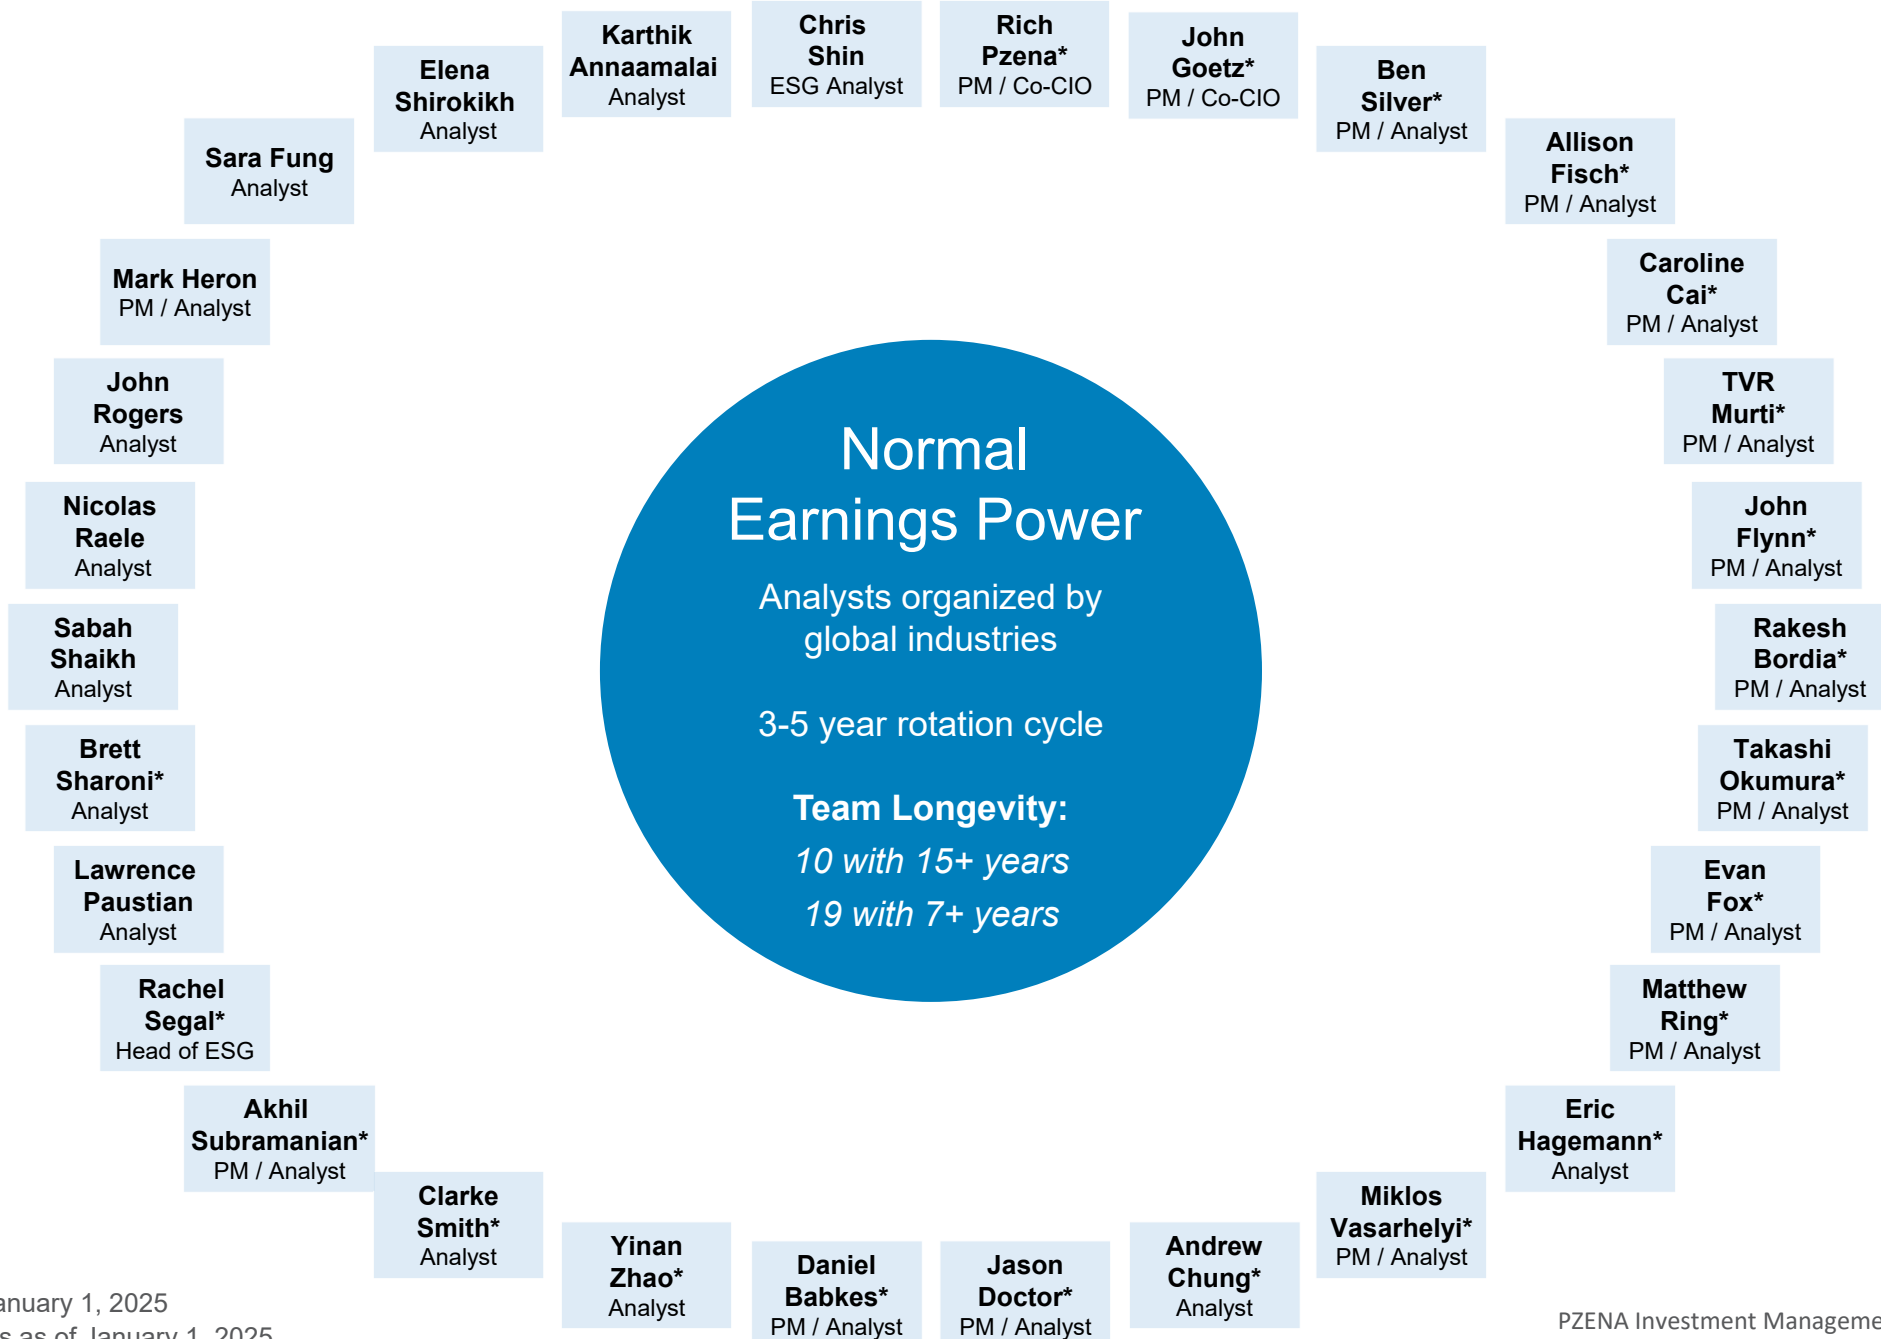 Chris
Shin
ESG Analyst
Rich
Pzena*
PM / Co-CIO
John
Goetz*
PM / Co-CIO
Ben
Silver*
PM / Analyst
Allison
Fisch*
PM / Analyst
Caroline
Cai*
PM / Analyst
TVR
Murti*
PM / Analyst
John
Flynn*
PM / Analyst
Rakesh
Bordia*
PM / Analyst
Takashi
Okumura*
PM / Analyst
Evan
Fox*
PM / Analyst
Matthew
Ring*
PM / Analyst
Eric
Hagemann*
Analyst
Miklos
Vasarhelyi*
PM / Analyst
Andrew
Chung*
Analyst
Jason
Doctor*
PM / Analyst
Daniel
Babkes*
PM / Analyst
Yinan
Zhao*
Analyst
Clarke
Smith*
Analyst
Akhil
Subramanian*
PM / Analyst
Rachel
Segal*
Head of ESG
Lawrence
Paustian
Analyst
Brett
Sharoni*
Analyst
Sabah
Shaikh
Analyst
Nicolas
Raele
Analyst
John
Rogers
Analyst
Mark Heron
PM / Analyst
Sara Fung
Analyst
Elena
Shirokikh
Analyst
Karthik
Annaamalai
Analyst
Normal
Earnings Power
Analysts organized by
global industries
3-5 year rotation cycle
Team Longevity:
10 with 15+ years
19 with 7+ years
1, 2025
as of January 1, 2025
PZENA Investment